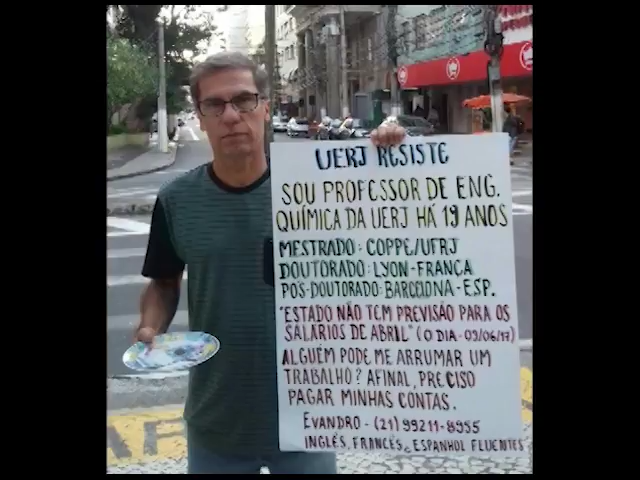 UERJ RESISTE
SOU PROFESSOR DE ENG.
QUÍMICA DA UERJ HÁ 19 ANOS
MESTRADO: COPPE/UFRJ
DOUTORADO: LYON-FRANÇA
PÓS-DOUTORADO: BARCELONA-ESP.
"ESTADO NÃO TEM PREVISÃO PARA OS
SALÁRIOS DE ABRIL" (O DIA - 09/06/17)
ALGUÉM PODE ME ARRUMAR UM
TRABALHO? AFINAL, PRECISO
PAGAR MINHAS CONTAS.
EVANDRO - (21) 99211-8955
INGLÊS, FRANCÊS E ESPANHOL FLUENTES